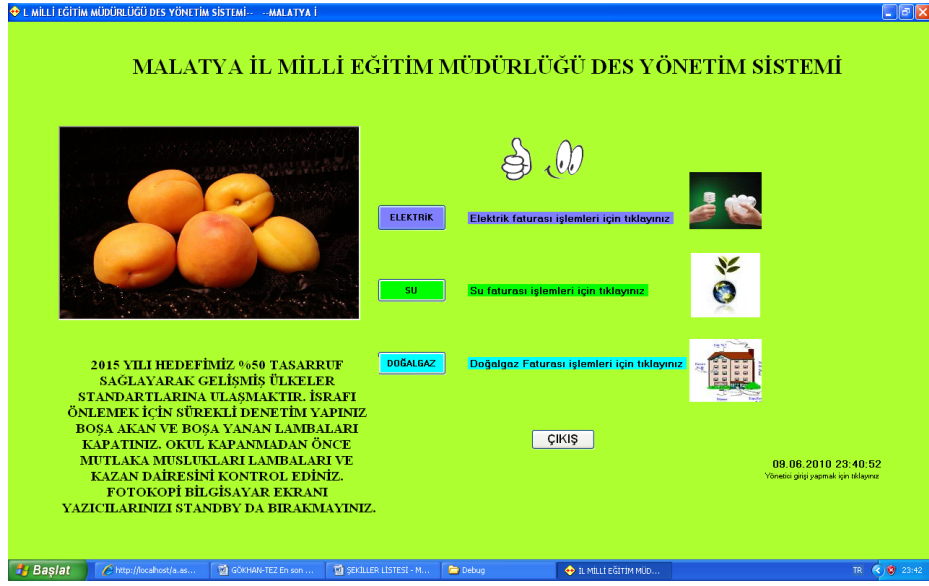 L MİLLİ EĞİTİM MÜDÜRLÜĞÜ DES YÖNETİM SİSTEMİ-- --MALATYA İ
MALATYA İL MİLLİ EĞİTİM MÜDÜRLÜĞÜ DES YÖNETİM SİSTEMİ
ELEKTRİK
Elektrik faturası işlemleri için tıklayınız
SU
Su faturası işlemleri için tıklayınız
DOĞALGAZ
Doğalgaz Faturası işlemleri için tıklayınız
2015 YILI HEDEFİMİZ %50 TASARRUF
SAĞLAYARAK GELİŞMİŞ ÜLKELER
STANDARTLARINA ULAŞMAKTIR. İSRAFI
ÖNLEMEK İÇİN SÜREKLİ DENETİM YAPINIZ
BOŞA AKAN VE BOŞA YANAN LAMBALARI
KAPATINIZ. OKUL KAPANMADAN ÖNCE
MUTLAKA MUSLUKLARI LAMBALARI VE
KAZAN DAİRESİNİ KONTROL EDİNİZ.
FOTOKOPİ BİLGİSAYAR EKRANI
YAZICILARINIZI STANDBY DA BIRAKMAYINIZ.
ÇIKIŞ
09.06.2010 23:40:52
Yönetici girişi yapmak için tıklayınız
Başlat
http://localhost/a.as...
GÖKHAN-TEZ En son ...
ŞEKİLLER LİSTESİ - M...
Debug
IL MİLLİ EĞİTİM MÜD...
TR
23:42